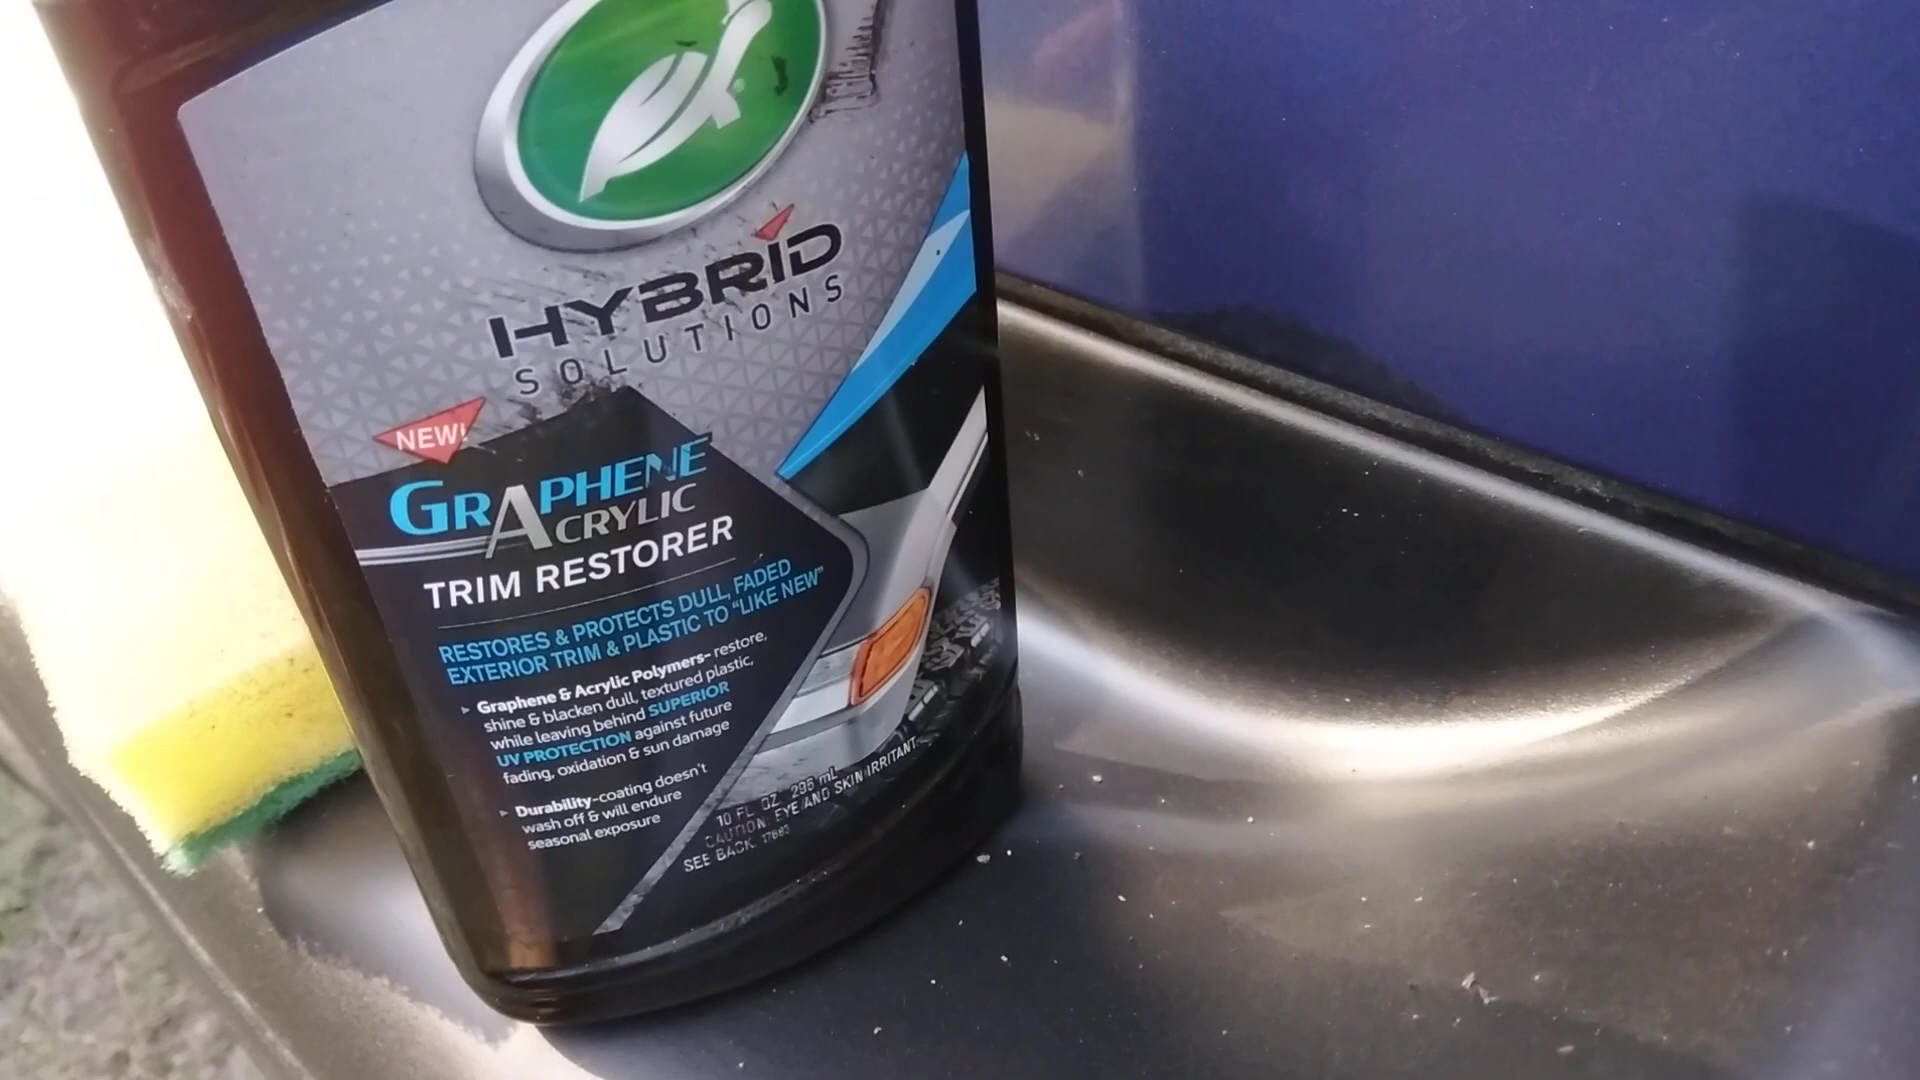 HYBRID
SOLUTIONS
NEW!
GRAPHENE
ACRYLIC
TRIM RESTORER
RESTORES & PROTECTS DULL, FADED
EXTERIOR TRIM & PLASTIC TO “LIKE NEW”
Graphene & Acrylic Polymers- restore,
shine & blacken dull, textured plastic,
while leaving behind SUPERIOR
UV PROTECTION against future
fading, oxidation & sun damage
Durability-coating doesn't
wash off & will endure
seasonal exposure
10 FL. OZ. 296 mL
CAUTION: EYE AND SKIN IRRITANT.
SEE BACK.